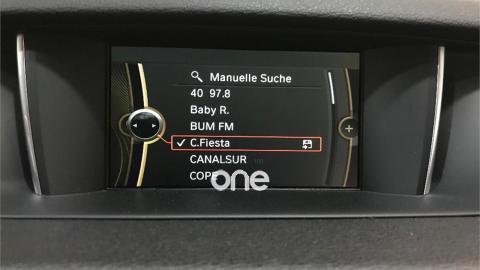 Manuelle Suche
40 97.8
Baby R.
BUM FM
C.Fiesta
CANALSUR
COPE
one